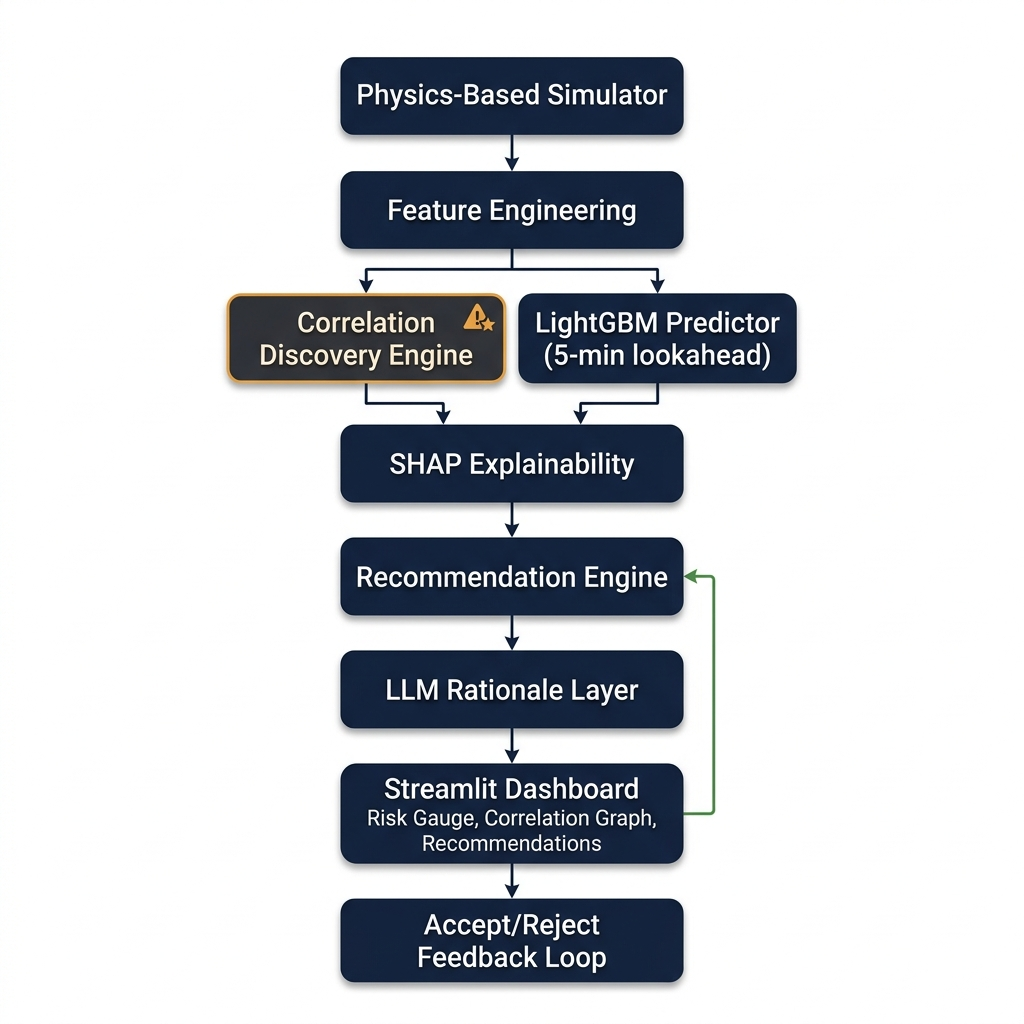 Physics-Based Simulator
Feature Engineering
Correlation
Discovery Engine
LightGBM Predictor
(5-min lookahead)
SHAP Explainability
Recommendation Engine
LLM Rationale Layer
Streamlit Dashboard
Risk Gauge, Correlation Graph,
Recommendations
Accept/Reject
Feedback Loop